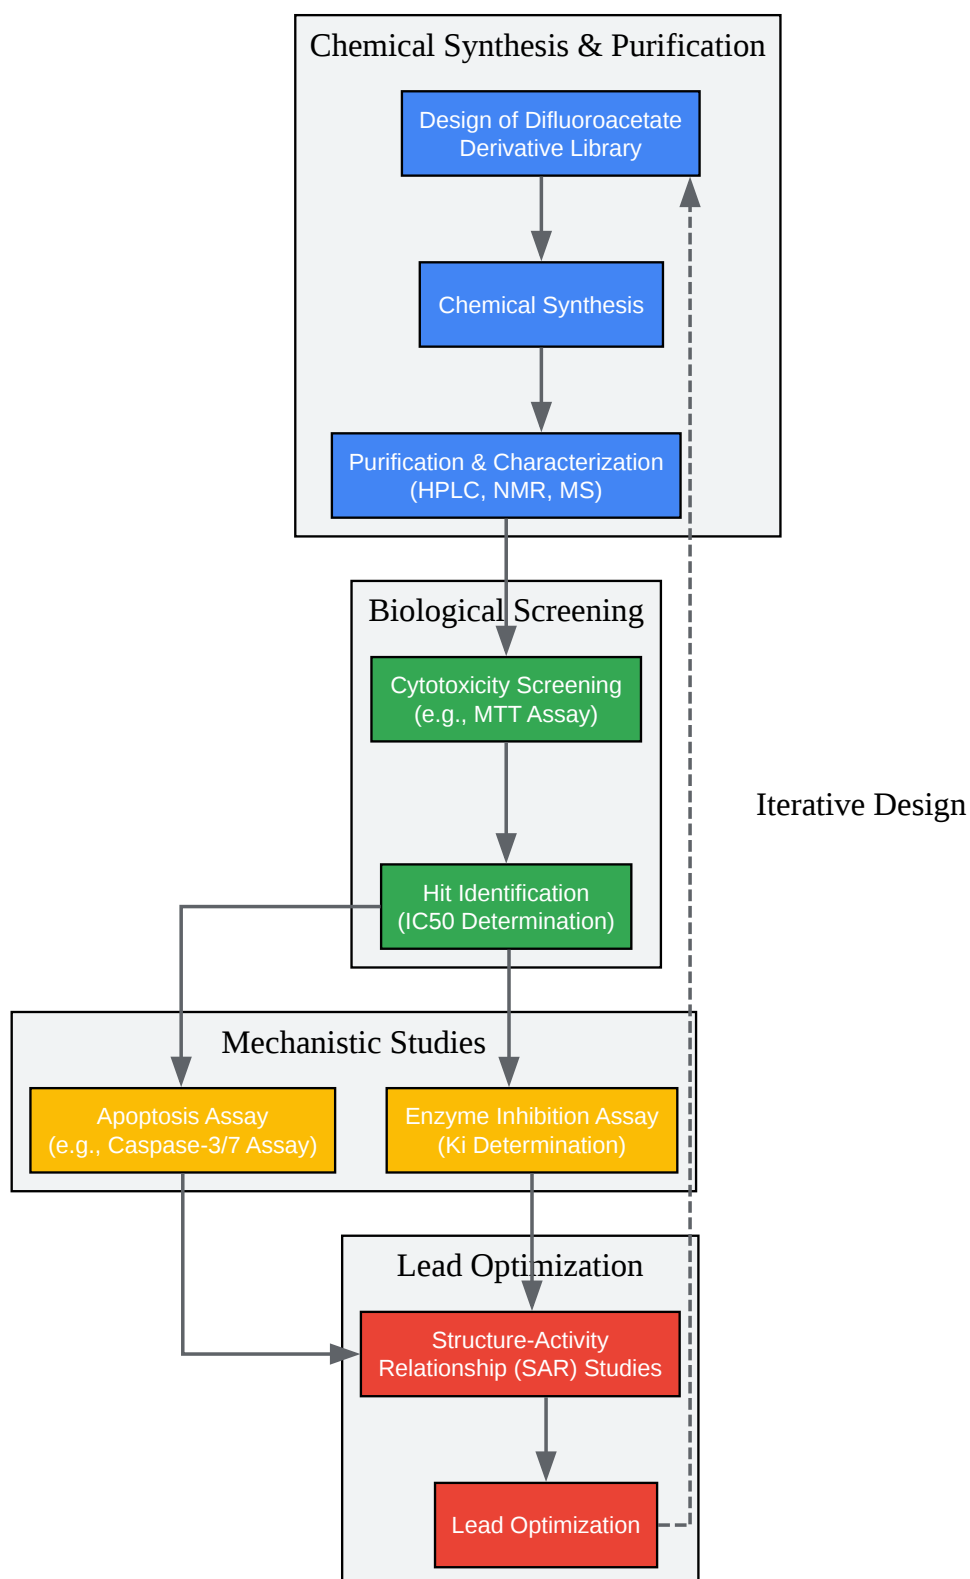 Chemical Synthesis & Purification
Design of Difluoroacetate
Derivative Library
Chemical Synthesis
Purification & Characterization
(HPLC, NMR, MS)
Biological Screening
Cytotoxicity Screening
(e.g., MTT Assay)
Iterative Design
Hit Identification
(IC50 Determination)
Mechanistic Studies
Apoptosis Assay
(e.g., Caspase-3/7 Assay)
Enzyme Inhibition Assay
(Ki Determination)
Lead Optimization
Structure-Activity
Relationship (SAR) Studies
Lead Optimization